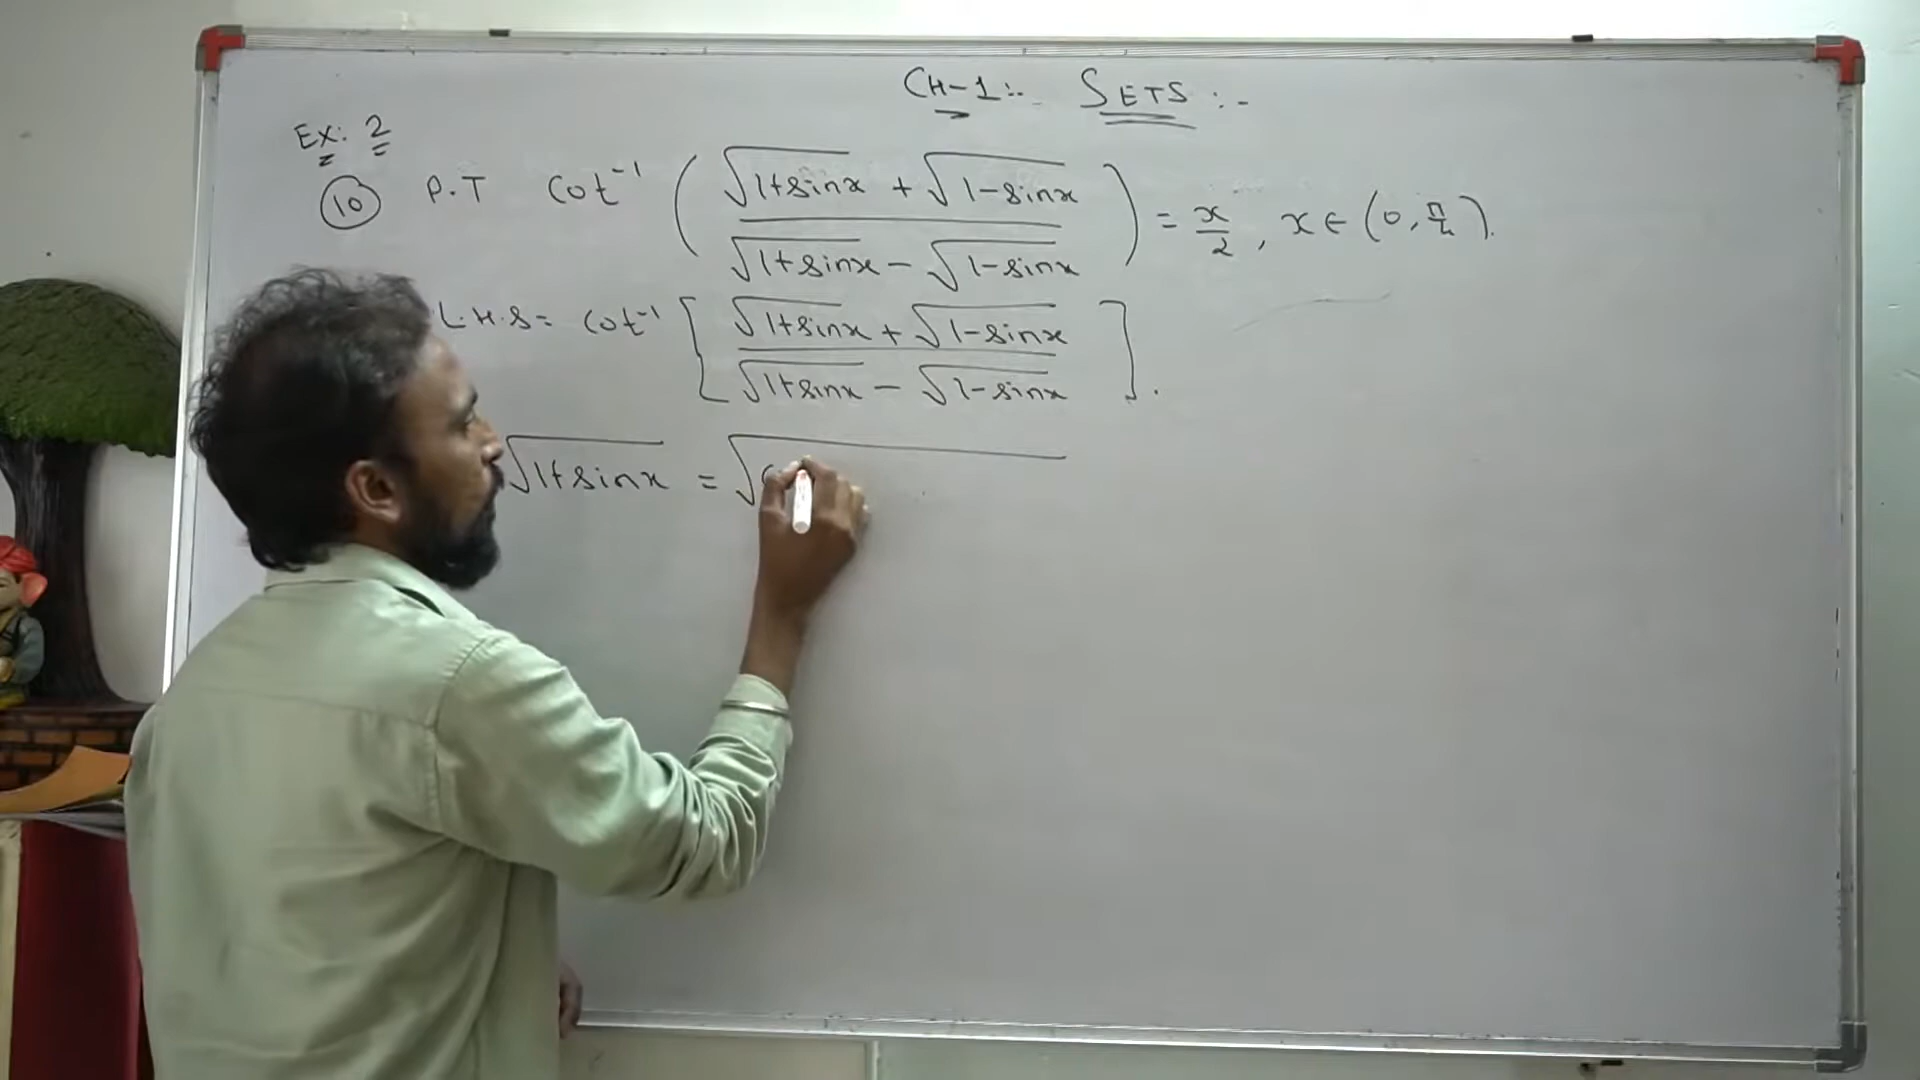 CH-1:- SETS :-
Ex: 2
10 P.T cot⁻¹ ( (√1+sinx + √1-sinx) / (√1+sinx - √1-sinx) ) = x/2, x ∈ (0, π/4).
L.H.S = cot⁻¹ [ (√1+sinx + √1-sinx) / (√1+sinx - √1-sinx) ].
√1+sinx = √